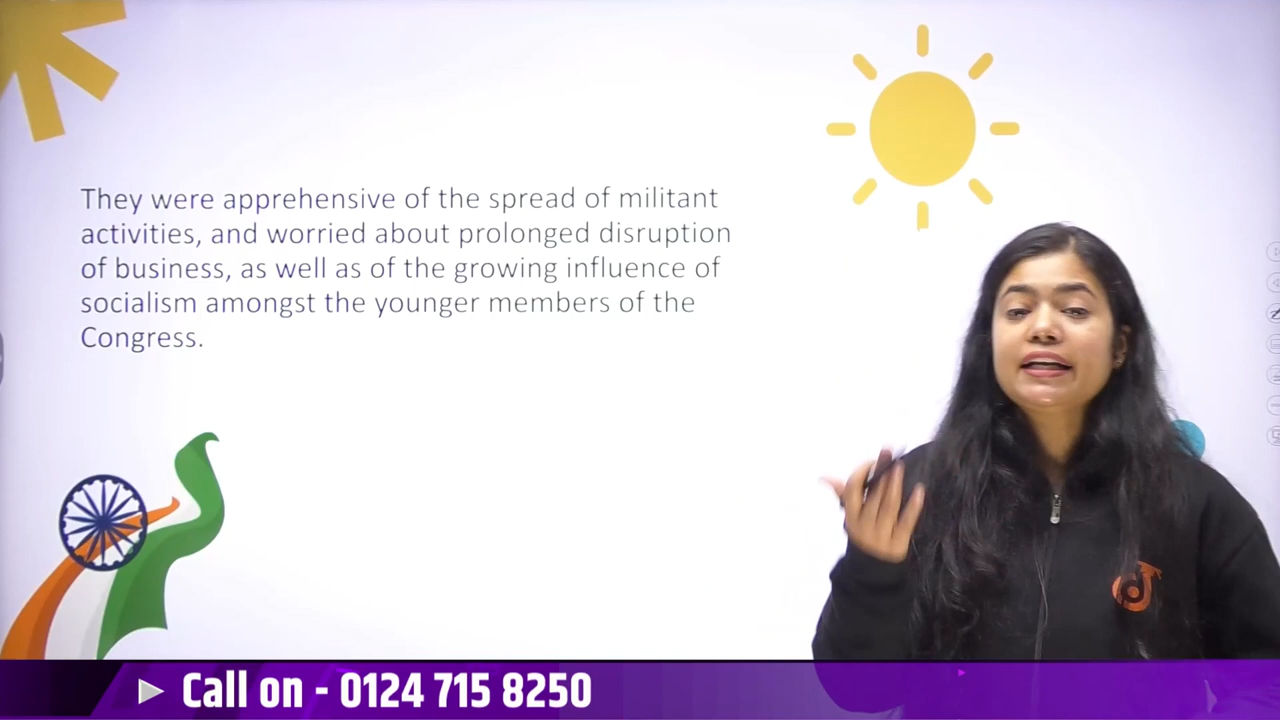 They were apprehensive of the spread of militant
activities, and worried about prolonged disruption
of business, as well as of the growing influence of
socialism amongst the younger members of the
Congress.
Call on - 0124 715 8250